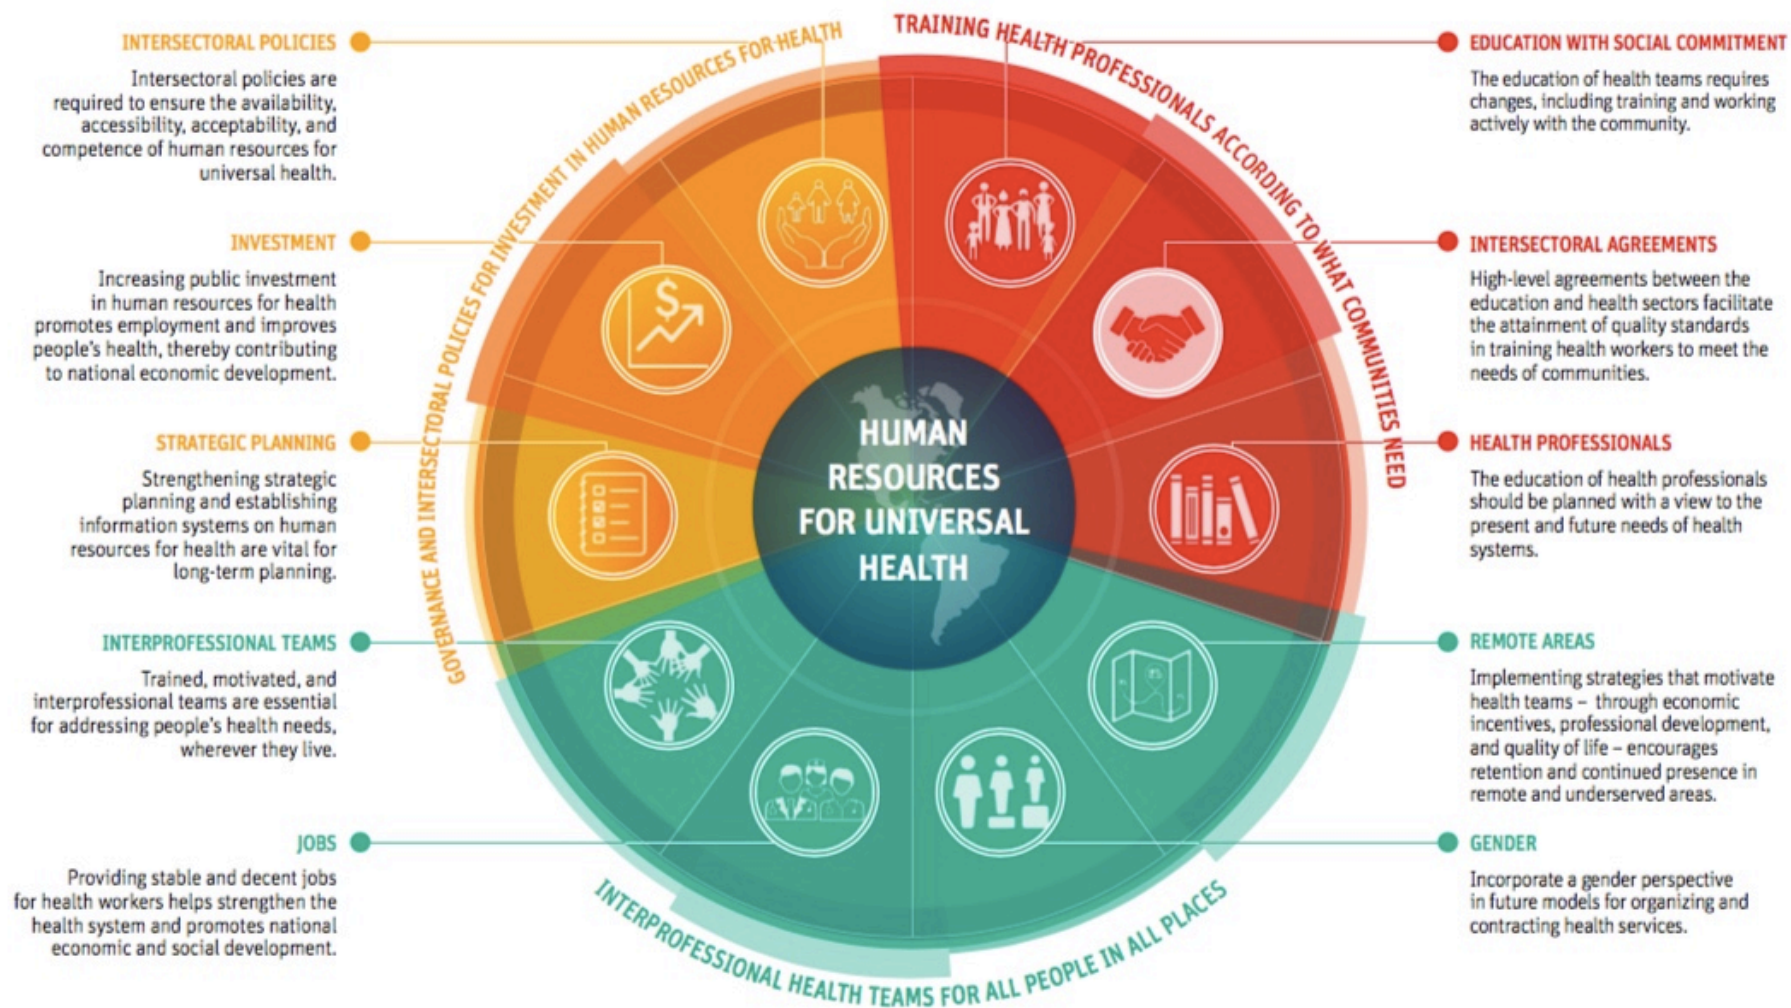 INTERSECTORAL POLICIES
Intersectoral policies are
required to ensure the availability,
accessibility, acceptability, and
competence of human resources for
universal health.
INVESTMENT
Increasing public investment
in human resources for health
promotes employment and improves
people's health, thereby contributing
to national economic development.
STRATEGIC PLANNING
Strengthening strategic
planning and establishing
information systems on human
resources for health are vital for
long-term planning.
INTERPROFESSIONAL TEAMS
Trained, motivated, and
interprofessional teams are essential
for addressing people's health needs,
wherever they live.
JOBS
Providing stable and decent jobs
for health workers helps strengthen the
health system and promotes national
economic and social development.
GOVERNANCE AND INTERSECTORAL POLICIES FOR INVESTMENT IN HUMAN RESOURCES FOR HEALTH
TRAINING HEALTH PROFESSIONALS ACCORDING TO WHAT COMMUNITIES NEED
$
HUMAN
RESOURCES
FOR UNIVERSAL
HEALTH
INTERPROFESSIONAL HEALTH TEAMS FOR ALL PEOPLE IN ALL PLACES
EDUCATION WITH SOCIAL COMMITMENT
The education of health teams requires
changes, including training and working
actively with the community.
INTERSECTORAL AGREEMENTS
High-level agreements between the
education and health sectors facilitate
the attainment of quality standards
in training health workers to meet the
needs of communities.
HEALTH PROFESSIONALS
The education of health professionals
should be planned with a view to the
present and future needs of health
systems.
REMOTE AREAS
Implementing strategies that motivate
health teams – through economic
incentives, professional development,
and quality of life – encourages
retention and continued presence in
remote and underserved areas.
GENDER
Incorporate a gender perspective
in future models for organizing and
contracting health services.